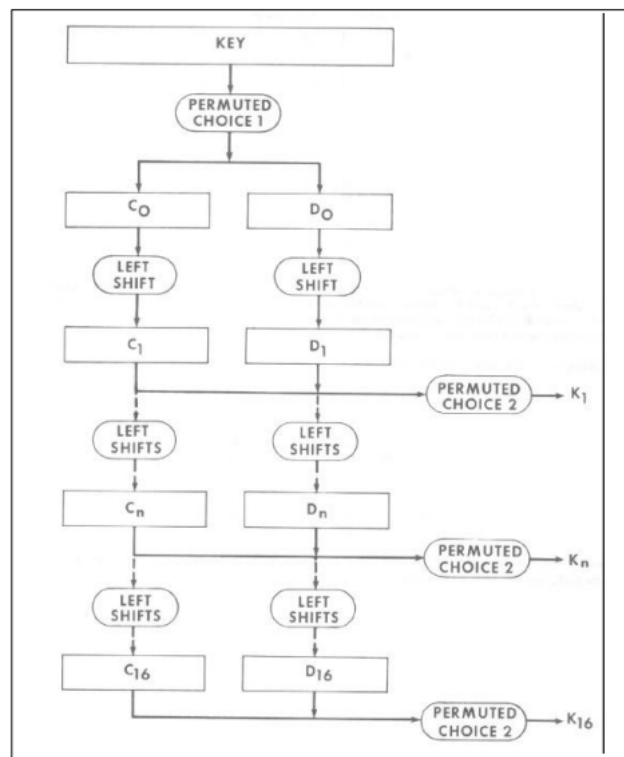 KEY
PERMUTED
CHOICE 1
C0
D0
LEFT
SHIFT
LEFT
SHIFT
C1
D1
PERMUTED
CHOICE 2
K1
LEFT
SHIFTS
LEFT
SHIFTS
Cn
Dn
PERMUTED
CHOICE 2
Kn
LEFT
SHIFTS
LEFT
SHIFTS
C16
D16
PERMUTED
CHOICE 2
K16